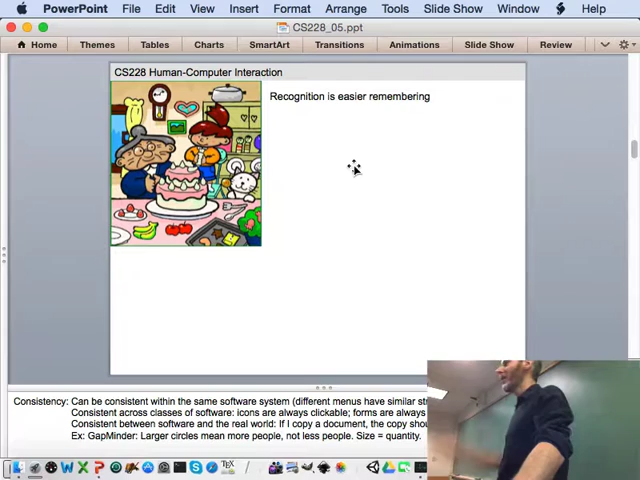 PowerPoint File Edit View Insert Format Arrange Tools Slide Show Window Help
CS228_05.ppt
Home Themes Tables Charts SmartArt Transitions Animations Slide Show Review
CS228 Human-Computer Interaction
Recognition is easier remembering
Consistency: Can be consistent within the same software system (different menus have similar
Consistent across classes of software: icons are always clickable; forms are always
Consistent between software and the real world: If I copy a document, the copy
Ex: GapMinder: Larger circles mean more people, not less people. Size = quantity.